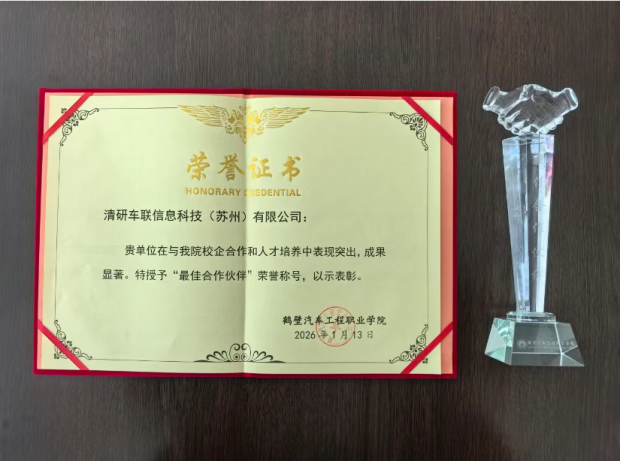 荣誉证书
HONORARY CREDENTIAL
清研车联信息科技（苏州）有限公司：
贵单位在与我院校企合作和人才培养中表现突出，成果
显著。特授予“最佳合作伙伴”荣誉称号，以示表彰。
鹤壁汽车工程职业学院
2026年1月13日